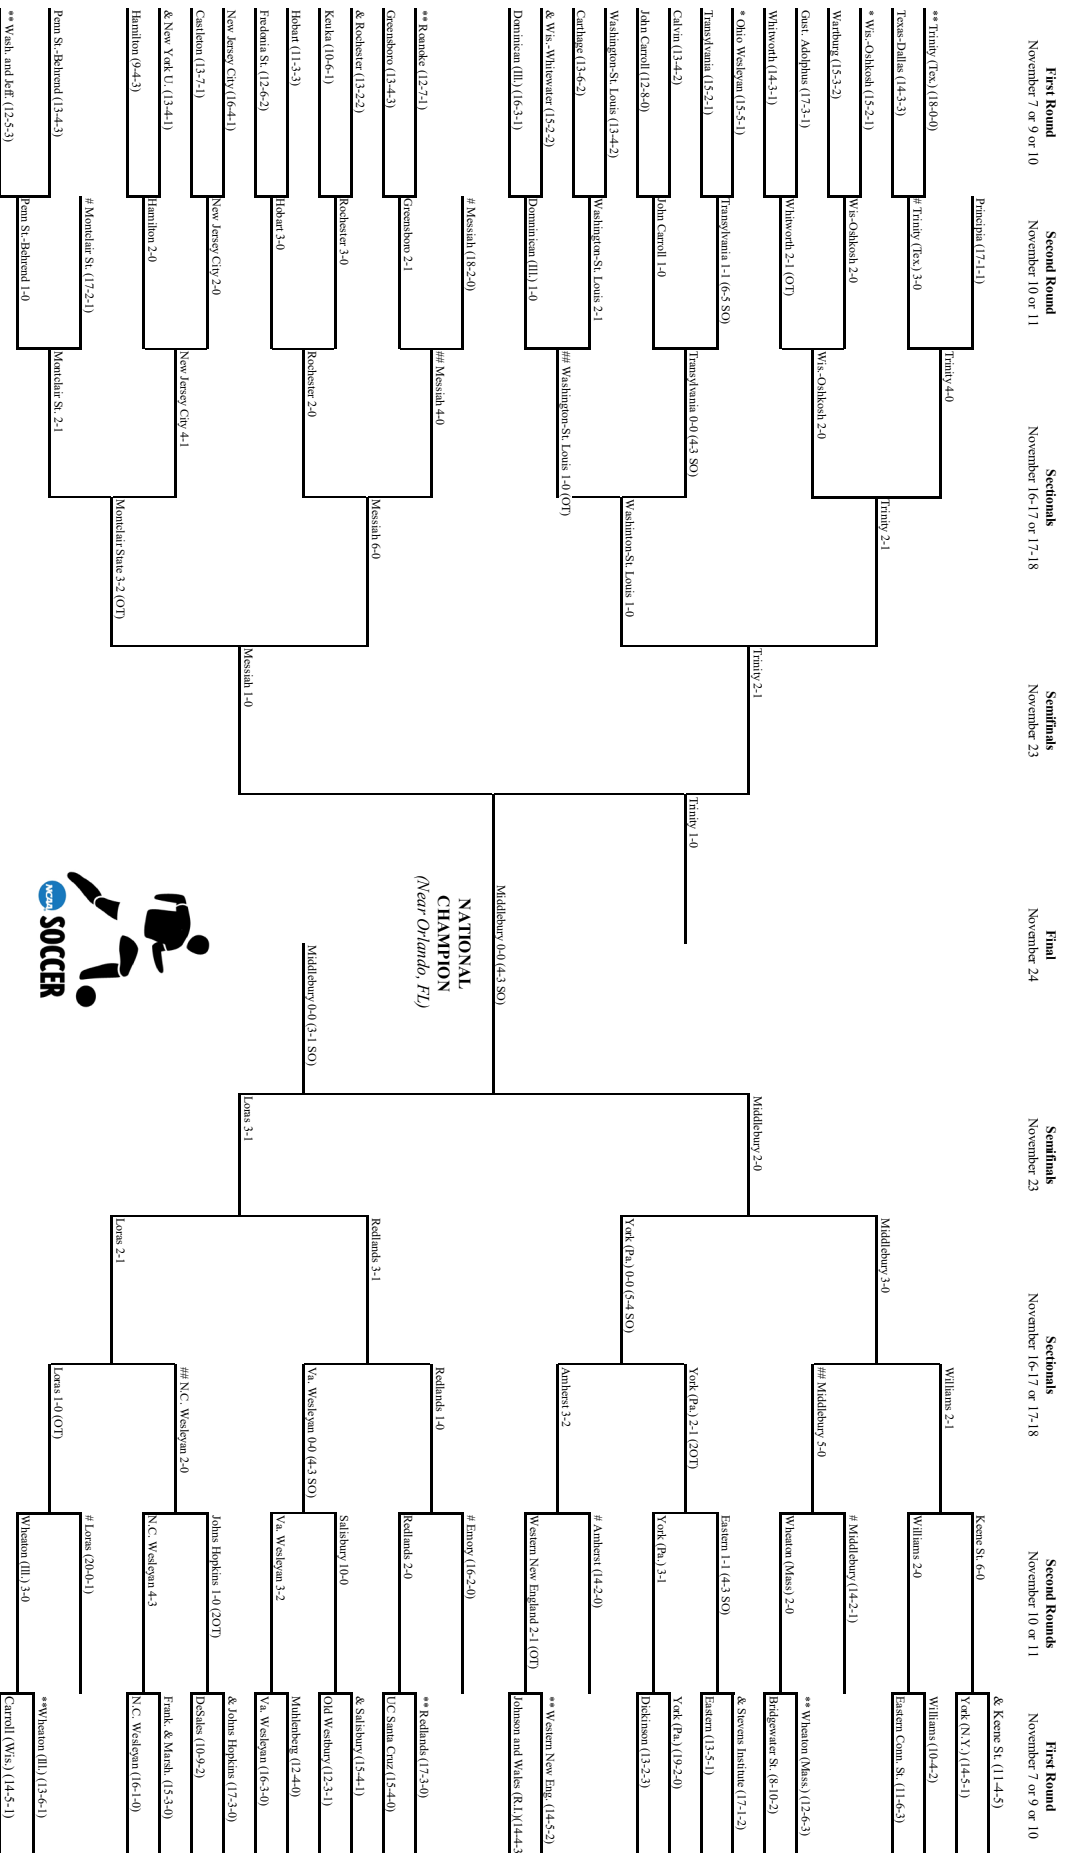 First Round
November 7 or 9 or 10
Second Round
November 10 or 11
Sectionals
November 16-17 or 17-18
Semifinals
November 23
Final
November 24
Semifinals
November 23
Sectionals
November 16-17 or 17-18
Second Rounds
November 10 or 11
First Round
November 7 or 9 or 10
** Trinity (Tex.) (18-0-0)
Texas-Dallas (14-3-3)
* Wis.-Oshkosh (15-2-1)
Wartburg (15-3-2)
Gust. Adolphus (17-3-1)
Whitworth (14-3-1)
* Ohio Wesleyan (15-5-1)
Transylvania (15-2-1)
Calvin (13-4-2)
John Carroll (12-8-0)
Washington-St. Louis (13-4-2)
Carthage (13-6-2)
& Wis.-Whitewater (15-2-2)
Dominican (Ill.) (16-3-1)
** Roanoke (12-7-1)
Greensboro (13-4-3)
& Rochester (13-2-2)
Keuka (10-6-1)
Hobart (11-3-3)
Fredonia St. (12-6-2)
New Jersey City (16-4-1)
Castleton (13-7-1)
& New York U. (13-4-1)
Hamilton (9-4-3)
Penn St.-Behrend (13-4-3)
** Wash. and Jeff. (12-5-3)
Principia (17-1-1)
# Trinity (Tex.) 3-0
Wis-Oshkosh 2-0
Whitworth 2-1 (OT)
Transylvania 1-1 (6-5 SO)
John Carroll 1-0
Washington-St. Louis 2-1
Domninican (Ill.) 1-0
# Messiah (18-2-0)
Greensboro 2-1
Rochester 3-0
Hobart 3-0
New Jersey City 2-0
Hamilton 2-0
# Montclair St. (17-2-1)
Penn St.-Behrend 1-0
Trinity 4-0
Wis.-Oshkosh 2-0
Transylvania 0-0 (4-3 SO)
## Washington-St. Louis 1-0 (OT)
## Messiah 4-0
Rochester 2-0
New Jersey City 4-1
Montclair St. 2-1
Trinity 2-1
Washinton-St. Louis 1-0
Messiah 6-0
Montclair State 3-2 (OT)
Trinity 2-1
Messiah 1-0
Trinity 1-0
Middlebury 0-0 (4-3 SO)
NATIONAL
CHAMPION
(Near Orlando, FL)
NCAA
SOCCER
Middlebury 0-0 (3-1 SO)
Middlebury 2-0
Loras 3-1
Middlebury 3-0
York (Pa.) 0-0 (5-4 SO)
Redlands 3-1
Loras 2-1
Williams 2-1
## Middlebury 5-0
York (Pa.) 2-1 (2OT)
Amherst 3-2
Redlands 1-0
Va. Wesleyan 0-0 (4-3 SO)
## N.C. Wesleyan 2-0
Loras 1-0 (OT)
Keene St. 6-0
Williams 2-0
# Middlebury (14-2-1)
Wheaton (Mass) 2-0
Eastern 1-1 (4-3 SO)
York (Pa.) 3-1
# Amherst (14-2-0)
Western New England 2-1 (OT)
# Emory (16-2-0)
Redlands 2-0
Salisbury 10-0
Va. Wesleyan 3-2
Johns Hopkins 1-0 (2OT)
N.C. Wesleyan 4-3
# Loras (20-0-1)
Wheaton (Ill.) 3-0
& Keene St. (11-4-5)
York (N.Y.) (14-5-1)
Williams (10-4-2)
Eastern Conn. St. (11-6-3)
** Wheaton (Mass.) (12-6-3)
Bridgewater St. (8-10-2)
& Stevens Institute (17-1-2)
Eastern (13-5-1)
York (Pa.) (19-2-0)
Dickinson (13-2-3)
** Western New Eng. (14-5-2)
Johnson and Wales (R.I.)(14-4-3
** Redlands (17-3-0)
UC Santa Cruz (15-4-0)
& Salisbury (15-4-1)
Old Westbury (12-3-1)
Muhlenberg (12-4-0)
Va. Wesleyan (16-3-0)
& Johns Hopkins (17-3-0)
DeSales (10-9-2)
Frank. & Marsh. (15-3-0)
N.C. Wesleyan (16-1-0)
**Wheaton (Ill.) (13-6-1)
Carroll (Wis.) (14-5-1)